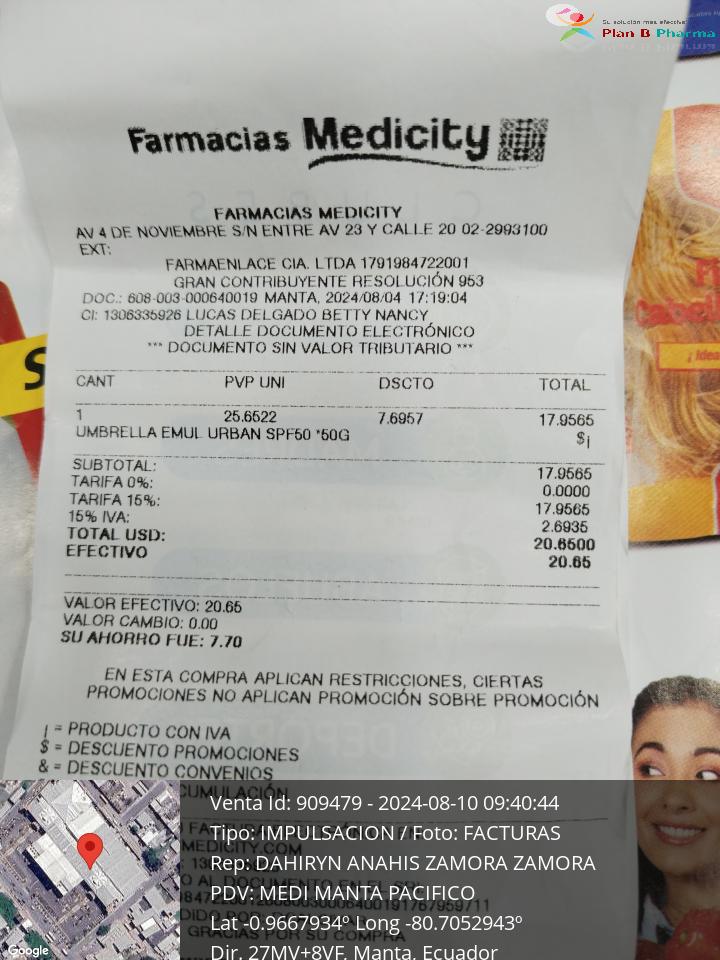 Su solución más efectiva
Plan B Pharma
Farmacias Medicity
FARMACIAS MEDICITY
AV 4 DE NOVIEMBRE S/N ENTRE AV 23 Y CALLE 20 02-2993100
EXT:
FARMAENLACE CIA. LTDA 1791984722001
GRAN CONTRIBUYENTE RESOLUCIÓN 953
DOC.: 608-003-000640019 MANTA, 2024/08/04 17:19:04
CI: 1306335926 LUCAS DELGADO BETTY NANCY
DETALLE DOCUMENTO ELECTRÓNICO
*** DOCUMENTO SIN VALOR TRIBUTARIO ***
CANT PVP UNI DSCTO TOTAL
1 25.6522 7.6957 17.9565
UMBRELLA EMUL URBAN SPF50 *50G $¡
SUBTOTAL: 17.9565
TARIFA 0%: 0.0000
TARIFA 15%: 17.9565
15% IVA: 2.6935
TOTAL USD: 20.6500
EFECTIVO 20.65
VALOR EFECTIVO: 20.65
VALOR CAMBIO: 0.00
SU AHORRO FUE: 7.70
EN ESTA COMPRA APLICAN RESTRICCIONES, CIERTAS
PROMOCIONES NO APLICAN PROMOCIÓN SOBRE PROMOCIÓN
¡ = PRODUCTO CON IVA
$ = DESCUENTO PROMOCIONES
& = DESCUENTO CONVENIOS
Venta Id: 909479 - 2024-08-10 09:40:44
Tipo: IMPULSACION / Foto: FACTURAS
Rep: DAHIRYN ANAHIS ZAMORA ZAMORA
PDV: MEDI MANTA PACIFICO
Lat -0.9667934º Long -80.7052943º
Dir. 27MV+8VF, Manta, Ecuador
Google